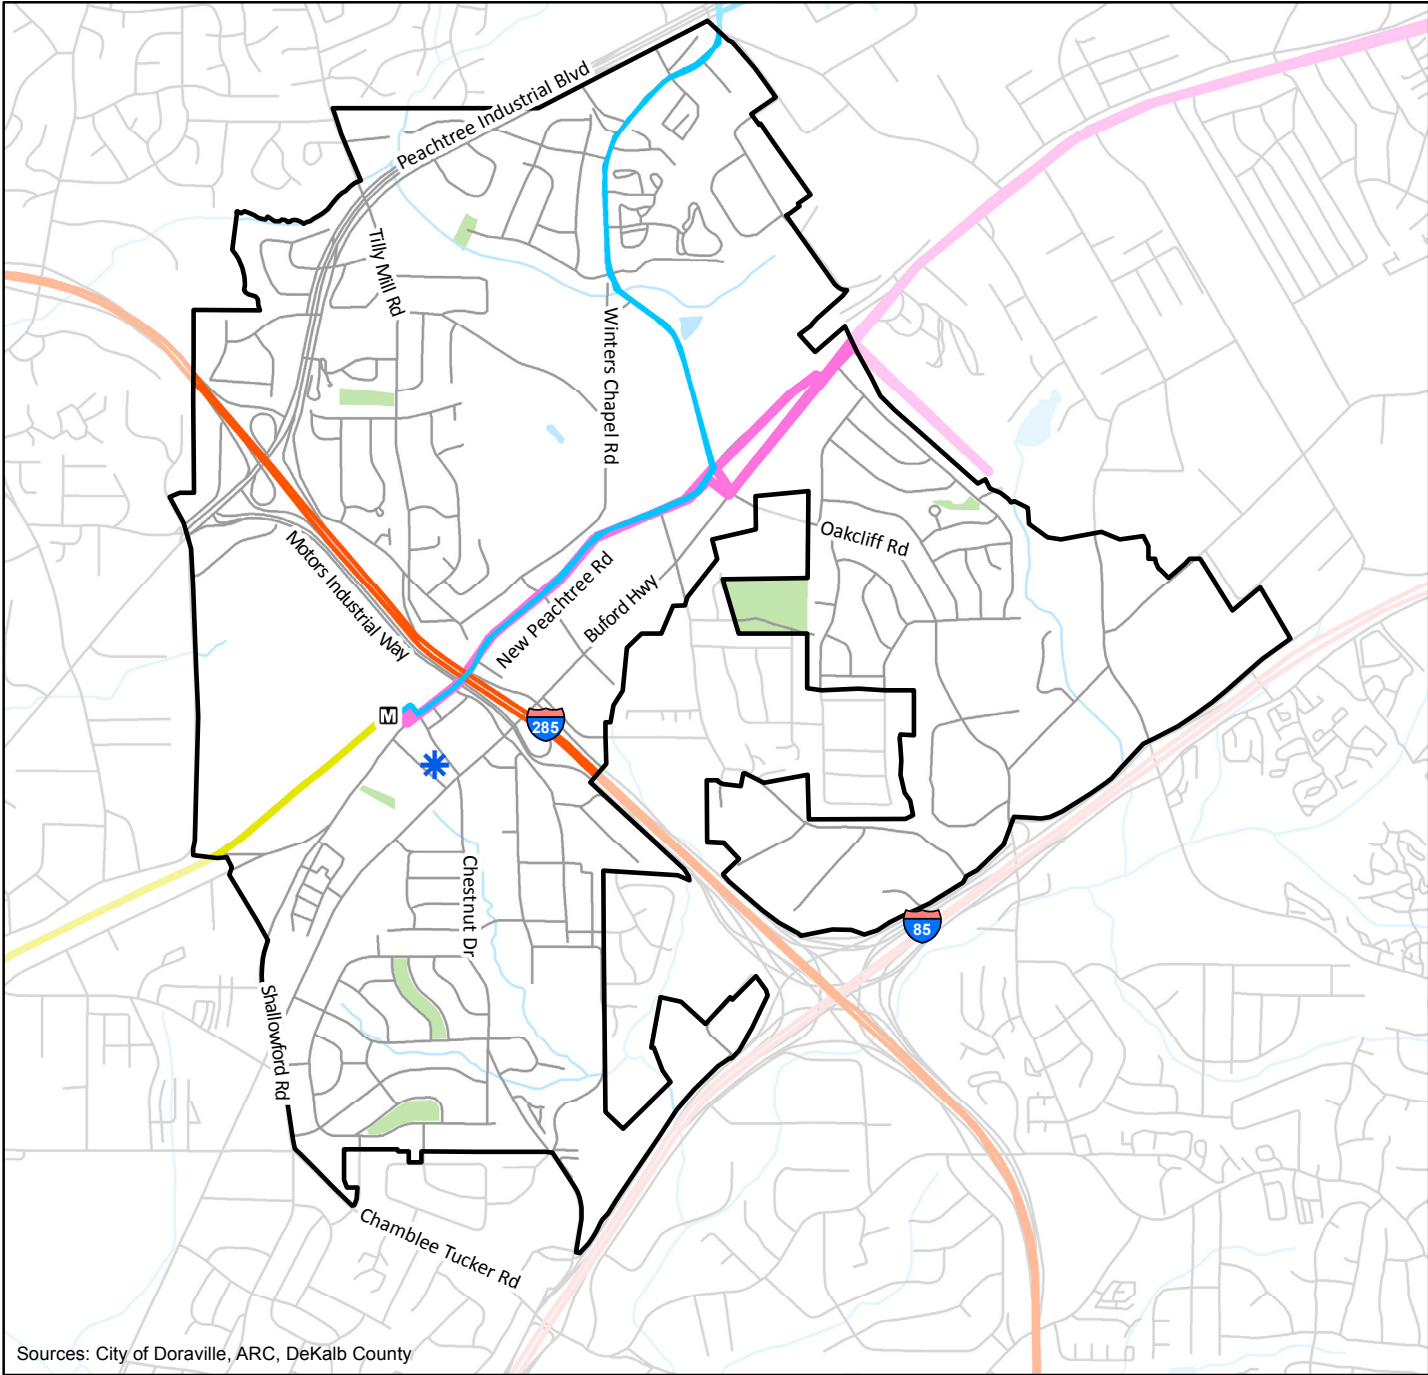 Peachtree Industrial Blvd
Tilly Mill Rd
Winters Chapel Rd
Oakcliff Rd
Motors Industrial Way
New Peachtree Rd
Buford Hwy
M
285
Chestnut Dr
85
Shallowford Rd
Chamblee Tucker Rd
Sources: City of Doraville, ARC, DeKalb County